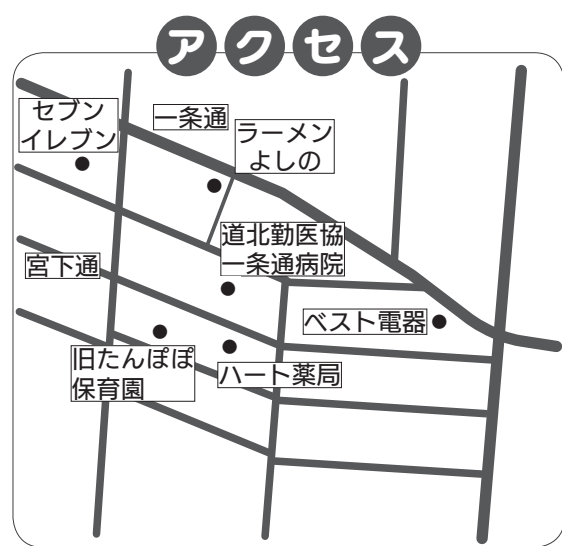 アクセス
セブン
イレブン
一条通
ラーメン
よしの
道北勤医協
一条通病院
宮下通
ベスト電器
旧たんぽぽ
保育園
ハート薬局